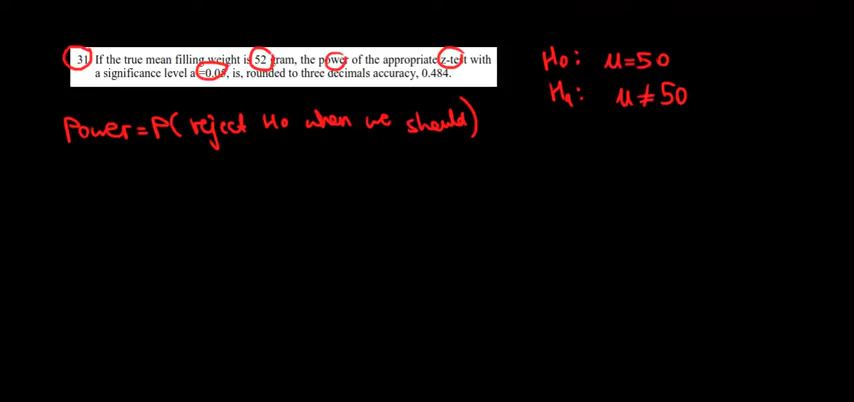 31. If the true mean filling weight is 52 gram, the power of the appropriate z-test with
a significance level a =0.05, is, rounded to three decimals accuracy, 0.484.
H0: μ=50
H1: μ≠50
Power=P( reject H0 when we should)